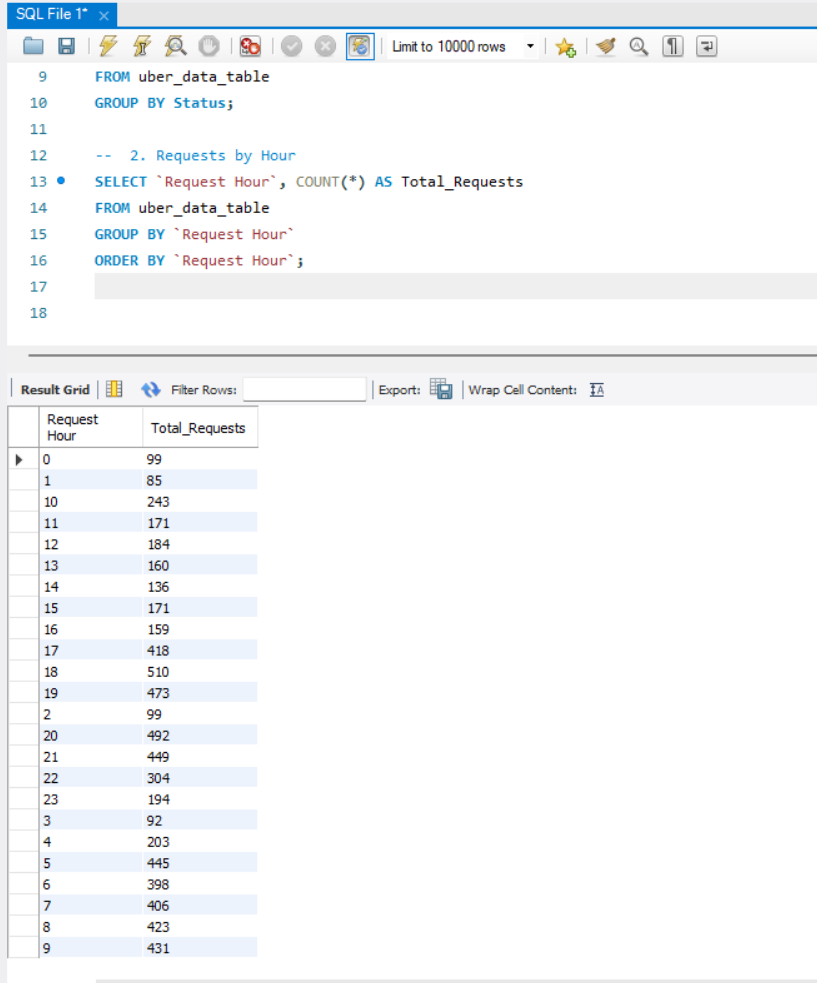 SQL File 1*
Limit to 10000 rows
9 FROM uber_data_table
10 GROUP BY Status;
11
12 -- 2. Requests by Hour
13 SELECT `Request Hour`, COUNT(*) AS Total_Requests
14 FROM uber_data_table
15 GROUP BY `Request Hour`
16 ORDER BY `Request Hour`;
17
18
Result Grid Filter Rows: Export: Wrap Cell Content: IA
Request
Hour Total_Requests
0 99
1 85
10 243
11 171
12 184
13 160
14 136
15 171
16 159
17 418
18 510
19 473
2 99
20 492
21 449
22 304
23 194
3 92
4 203
5 445
6 398
7 406
8 423
9 431